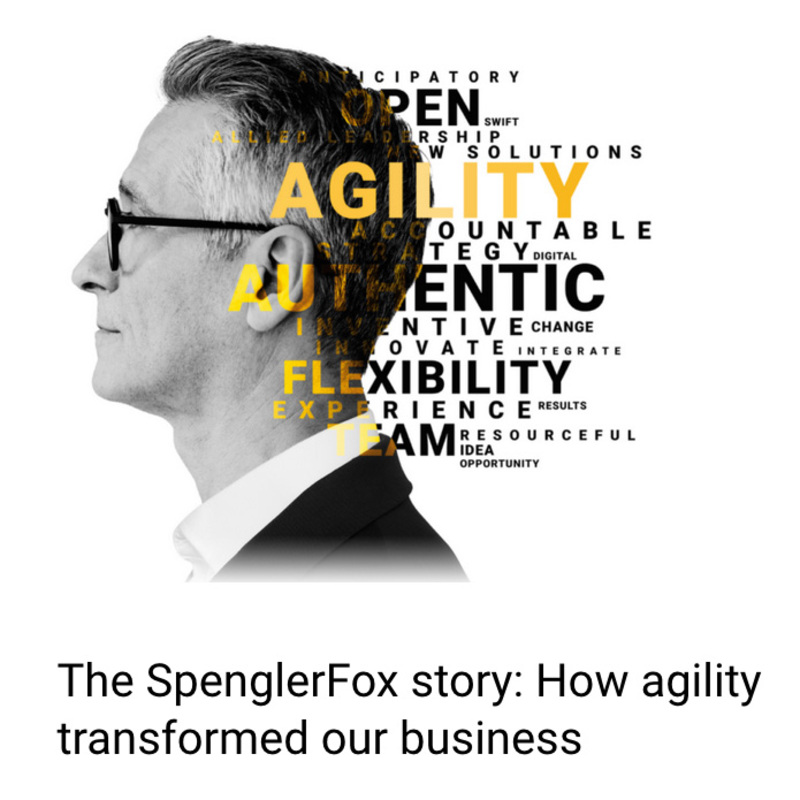 ANTICIPATORY
OPEN SWIFT
ALLIED LEADERSHIP
NEW SOLUTIONS
AGILITY
ACCOUNTABLE
STRATEGY DIGITAL
AUTHENTIC
INVENTIVE CHANGE
INNOVATE INTEGRATE
FLEXIBILITY
EXPERIENCE RESULTS
TEAM RESOURCEFUL
IDEA
OPPORTUNITY
The SpenglerFox story: How agility
transformed our business